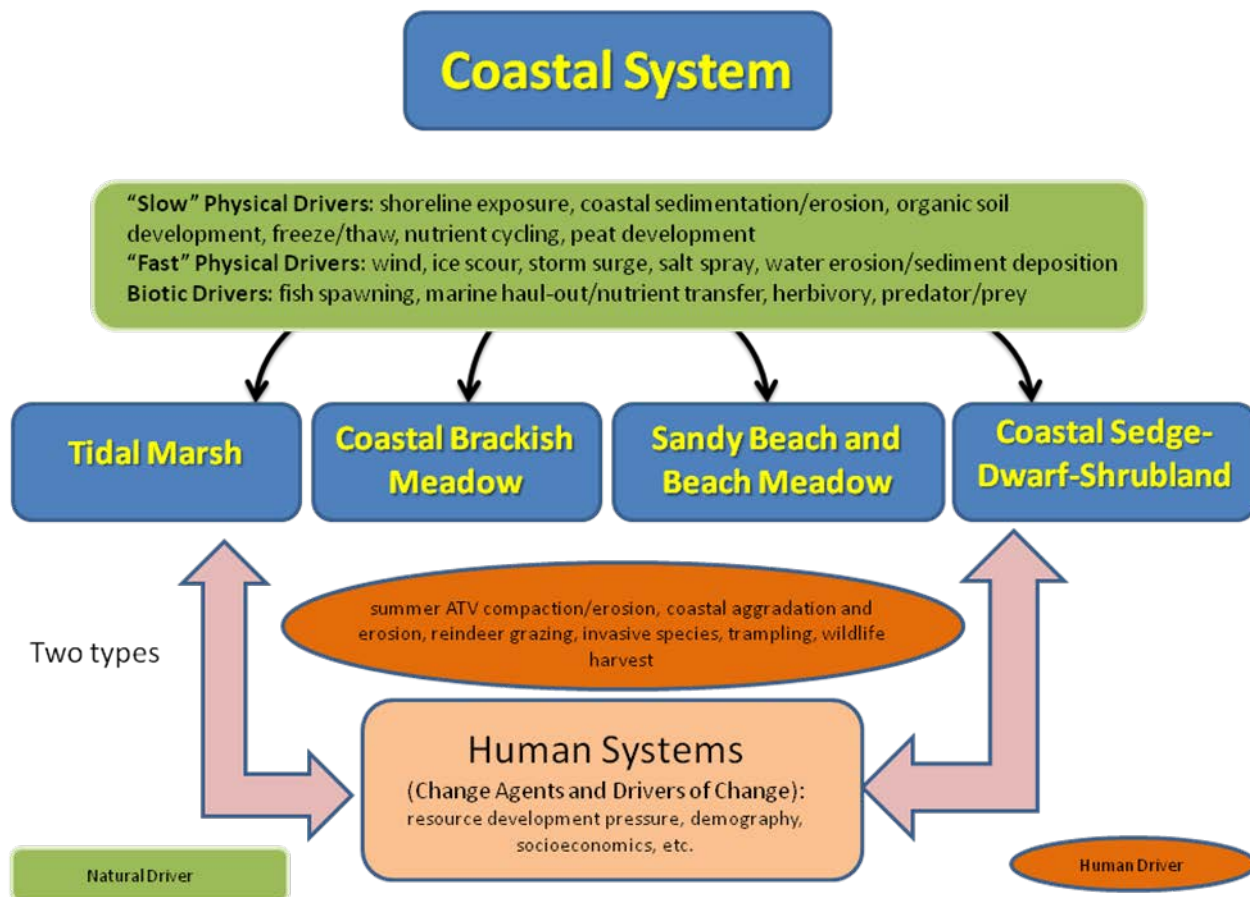 Coastal System
“Slow” Physical Drivers: shoreline exposure, coastal sedimentation/erosion, organic soil
development, freeze/thaw, nutrient cycling, peat development
“Fast” Physical Drivers: wind, ice scour, storm surge, salt spray, water erosion/sediment deposition
Biotic Drivers: fish spawning, marine haul-out/nutrient transfer, herbivory, predator/prey
Tidal Marsh
Coastal Brackish
Meadow
Sandy Beach and
Beach Meadow
Coastal Sedge-
Dwarf-Shrubland
summer ATV compaction/erosion, coastal aggradation and
erosion, reindeer grazing, invasive species, trampling, wildlife
harvest
Two types
Human Systems
(Change Agents and Drivers of Change):
resource development pressure, demography,
socioeconomics, etc.
Natural Driver
Human Driver